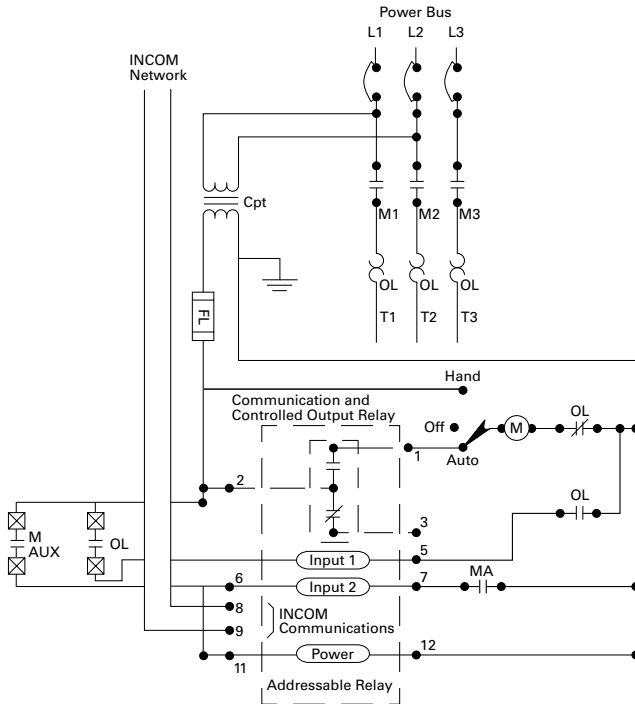 Power Bus
L1 L2 L3
INCOM
Network
Cpt
M1 M2 M3
OL OL OL
FL
T1 T2 T3
Hand
Communication and
Controlled Output Relay
Off
OL
M
1
Auto
2
OL
M
AUX
OL
3
5
Input 1
MA
6
Input 2
7
8
INCOM
Communications
9
12
Power
11
Addressable Relay